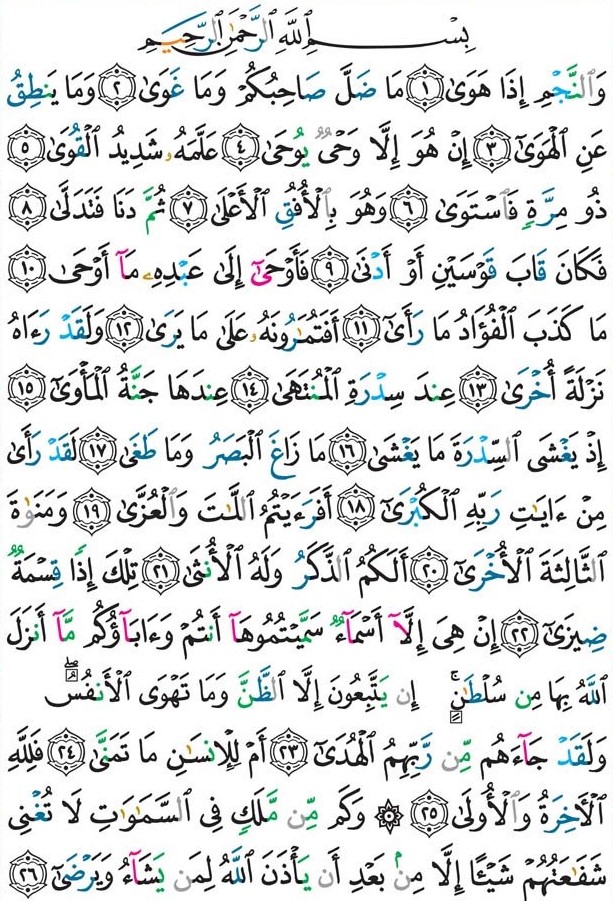 بِسْمِ ٱللَّهِ ٱلرَّحْمَٰنِ ٱلرَّحِيمِ
وَٱلنَّجْمِ إِذَا هَوَىٰ ١ مَا ضَلَّ صَاحِبُكُمْ وَمَا غَوَىٰ ٢ وَمَا يَنطِقُ
عَنِ ٱلْهَوَىٰٓ ٣ إِنْ هُوَ إِلَّا وَحْىٌ يُوحَىٰ ٤ عَلَّمَهُۥ شَدِيدُ ٱلْقُوَىٰ ٥
ذُو مِرَّةٍ فَٱسْتَوَىٰ ٦ وَهُوَ بِٱلْأُفُقِ ٱلْأَعْلَىٰ ٧ ثُمَّ دَنَا فَتَدَلَّىٰ ٨
فَكَانَ قَابَ قَوْسَيْنِ أَوْ أَدْنَىٰ ٩ فَأَوْحَىٰٓ إِلَىٰ عَبْدِهِۦ مَآ أَوْحَىٰ ١٠
مَا كَذَبَ ٱلْفُؤَادُ مَا رَأَىٰٓ ١١ أَفَتُمَٰرُونَهُۥ عَلَىٰ مَا يَرَىٰ ١٢ وَلَقَدْ رَءَاهُ
نَزْلَةً أُخْرَىٰ ١٣ عِندَ سِدْرَةِ ٱلْمُنتَهَىٰ ١٤ عِندَهَا جَنَّةُ ٱلْمَأْوَىٰٓ ١٥
إِذْ يَغْشَى ٱلسِّدْرَةَ مَا يَغْشَىٰ ١٦ مَا زَاغَ ٱلْبَصَرُ وَمَا طَغَىٰ ١٧ لَقَدْ رَأَىٰ
مِنْ ءَايَٰتِ رَبِّهِ ٱلْكُبْرَىٰٓ ١٨ أَفَرَءَيْتُمُ ٱللَّٰتَ وَٱلْعُزَّىٰ ١٩ وَمَنَوٰةَ
ٱلثَّالِثَةَ ٱلْأُخْرَىٰٓ ٢٠ أَلَكُمُ ٱلذَّكَرُ وَلَهُ ٱلْأُنثَىٰ ٢١ تِلْكَ إِذًا قِسْمَةٌ
ضِيزَىٰٓ ٢٢ إِنْ هِىَ إِلَّآ أَسْمَآءٌ سَمَّيْتُمُوهَآ أَنتُمْ وَءَابَآؤُكُم مَّآ أَنزَلَ
ٱللَّهُ بِهَا مِن سُلْطَٰنٍ ۚ إِن يَتَّبِعُونَ إِلَّا ٱلظَّنَّ وَمَا تَهْوَى ٱلْأَنفُسُ ۖ
وَلَقَدْ جَآءَهُم مِّن رَّبِّهِمُ ٱلْهُدَىٰٓ ٢٣ أَمْ لِلْإِنسَٰنِ مَا تَمَنَّىٰ ٢٤ فَلِلَّهِ
ٱلْءَاخِرَةُ وَٱلْأُولَىٰ ٢٥ ۞ وَكَم مِّن مَّلَكٍ فِى ٱلسَّمَٰوَٰتِ لَا تُغْنِى
شَفَٰعَتُهُمْ شَيْـًٔا إِلَّا مِنۢ بَعْدِ أَن يَأْذَنَ ٱللَّهُ لِمَن يَشَآءُ وَيَرْضَىٰٓ ٢٦